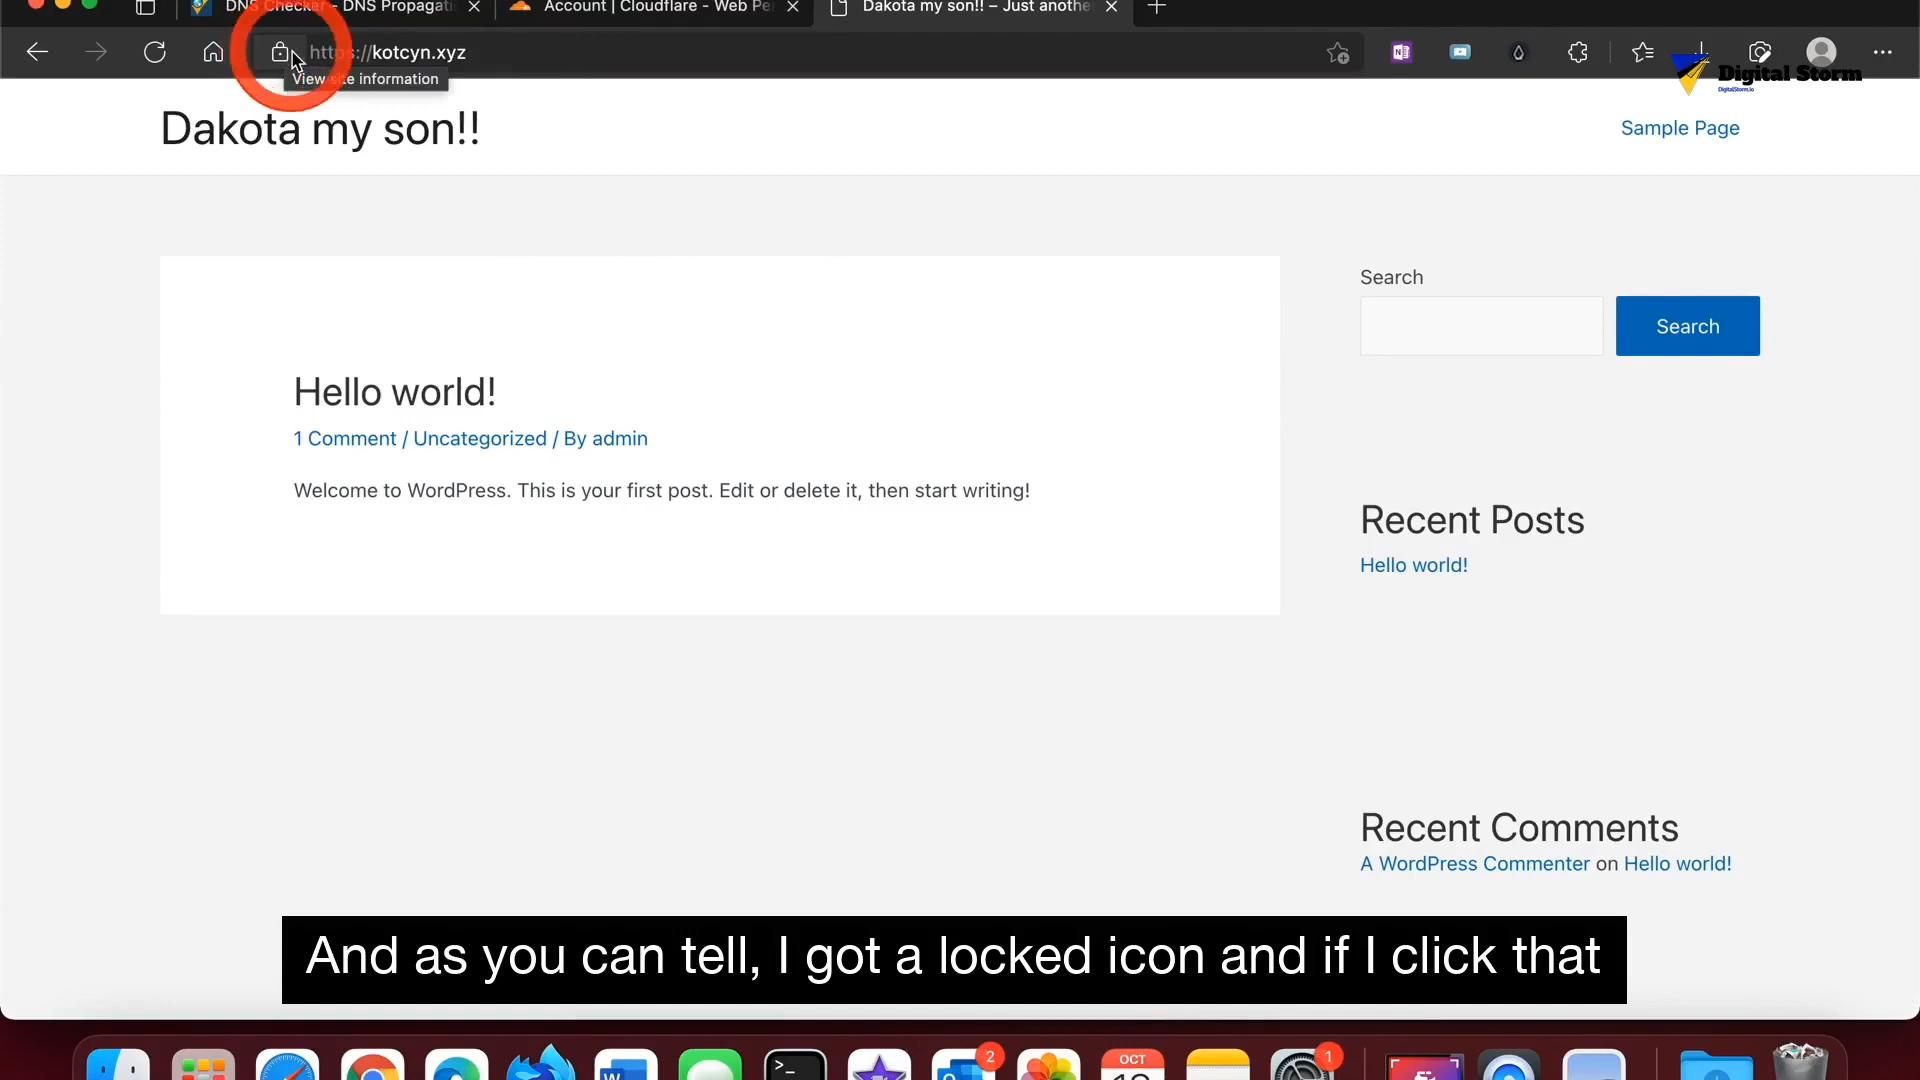 DNS Checker - DNS Propagati
Account | Cloudflare - Web Pe
Dakota my son!! – Just anothe
https://kotcyn.xyz
View site information
Digital Storm
DigitalStorm.io
Dakota my son!!
Sample Page
Search
Search
Hello world!
1 Comment / Uncategorized / By admin
Welcome to WordPress. This is your first post. Edit or delete it, then start writing!
Recent Posts
Hello world!
Recent Comments
A WordPress Commenter on Hello world!
And as you can tell, I got a locked icon and if I click that
2
OCT
1